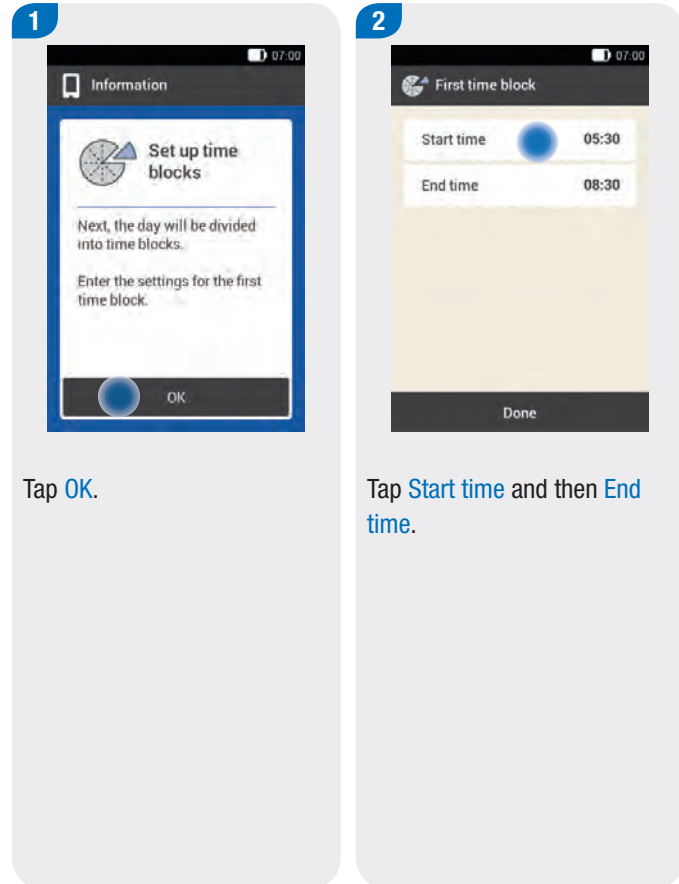 1
07:00
Information
Set up time
blocks
Next, the day will be divided
into time blocks.
Enter the settings for the first
time block.
OK
Tap OK.
2
07:00
First time block
Start time 05:30
End time 08:30
Done
Tap Start time and then End
time.